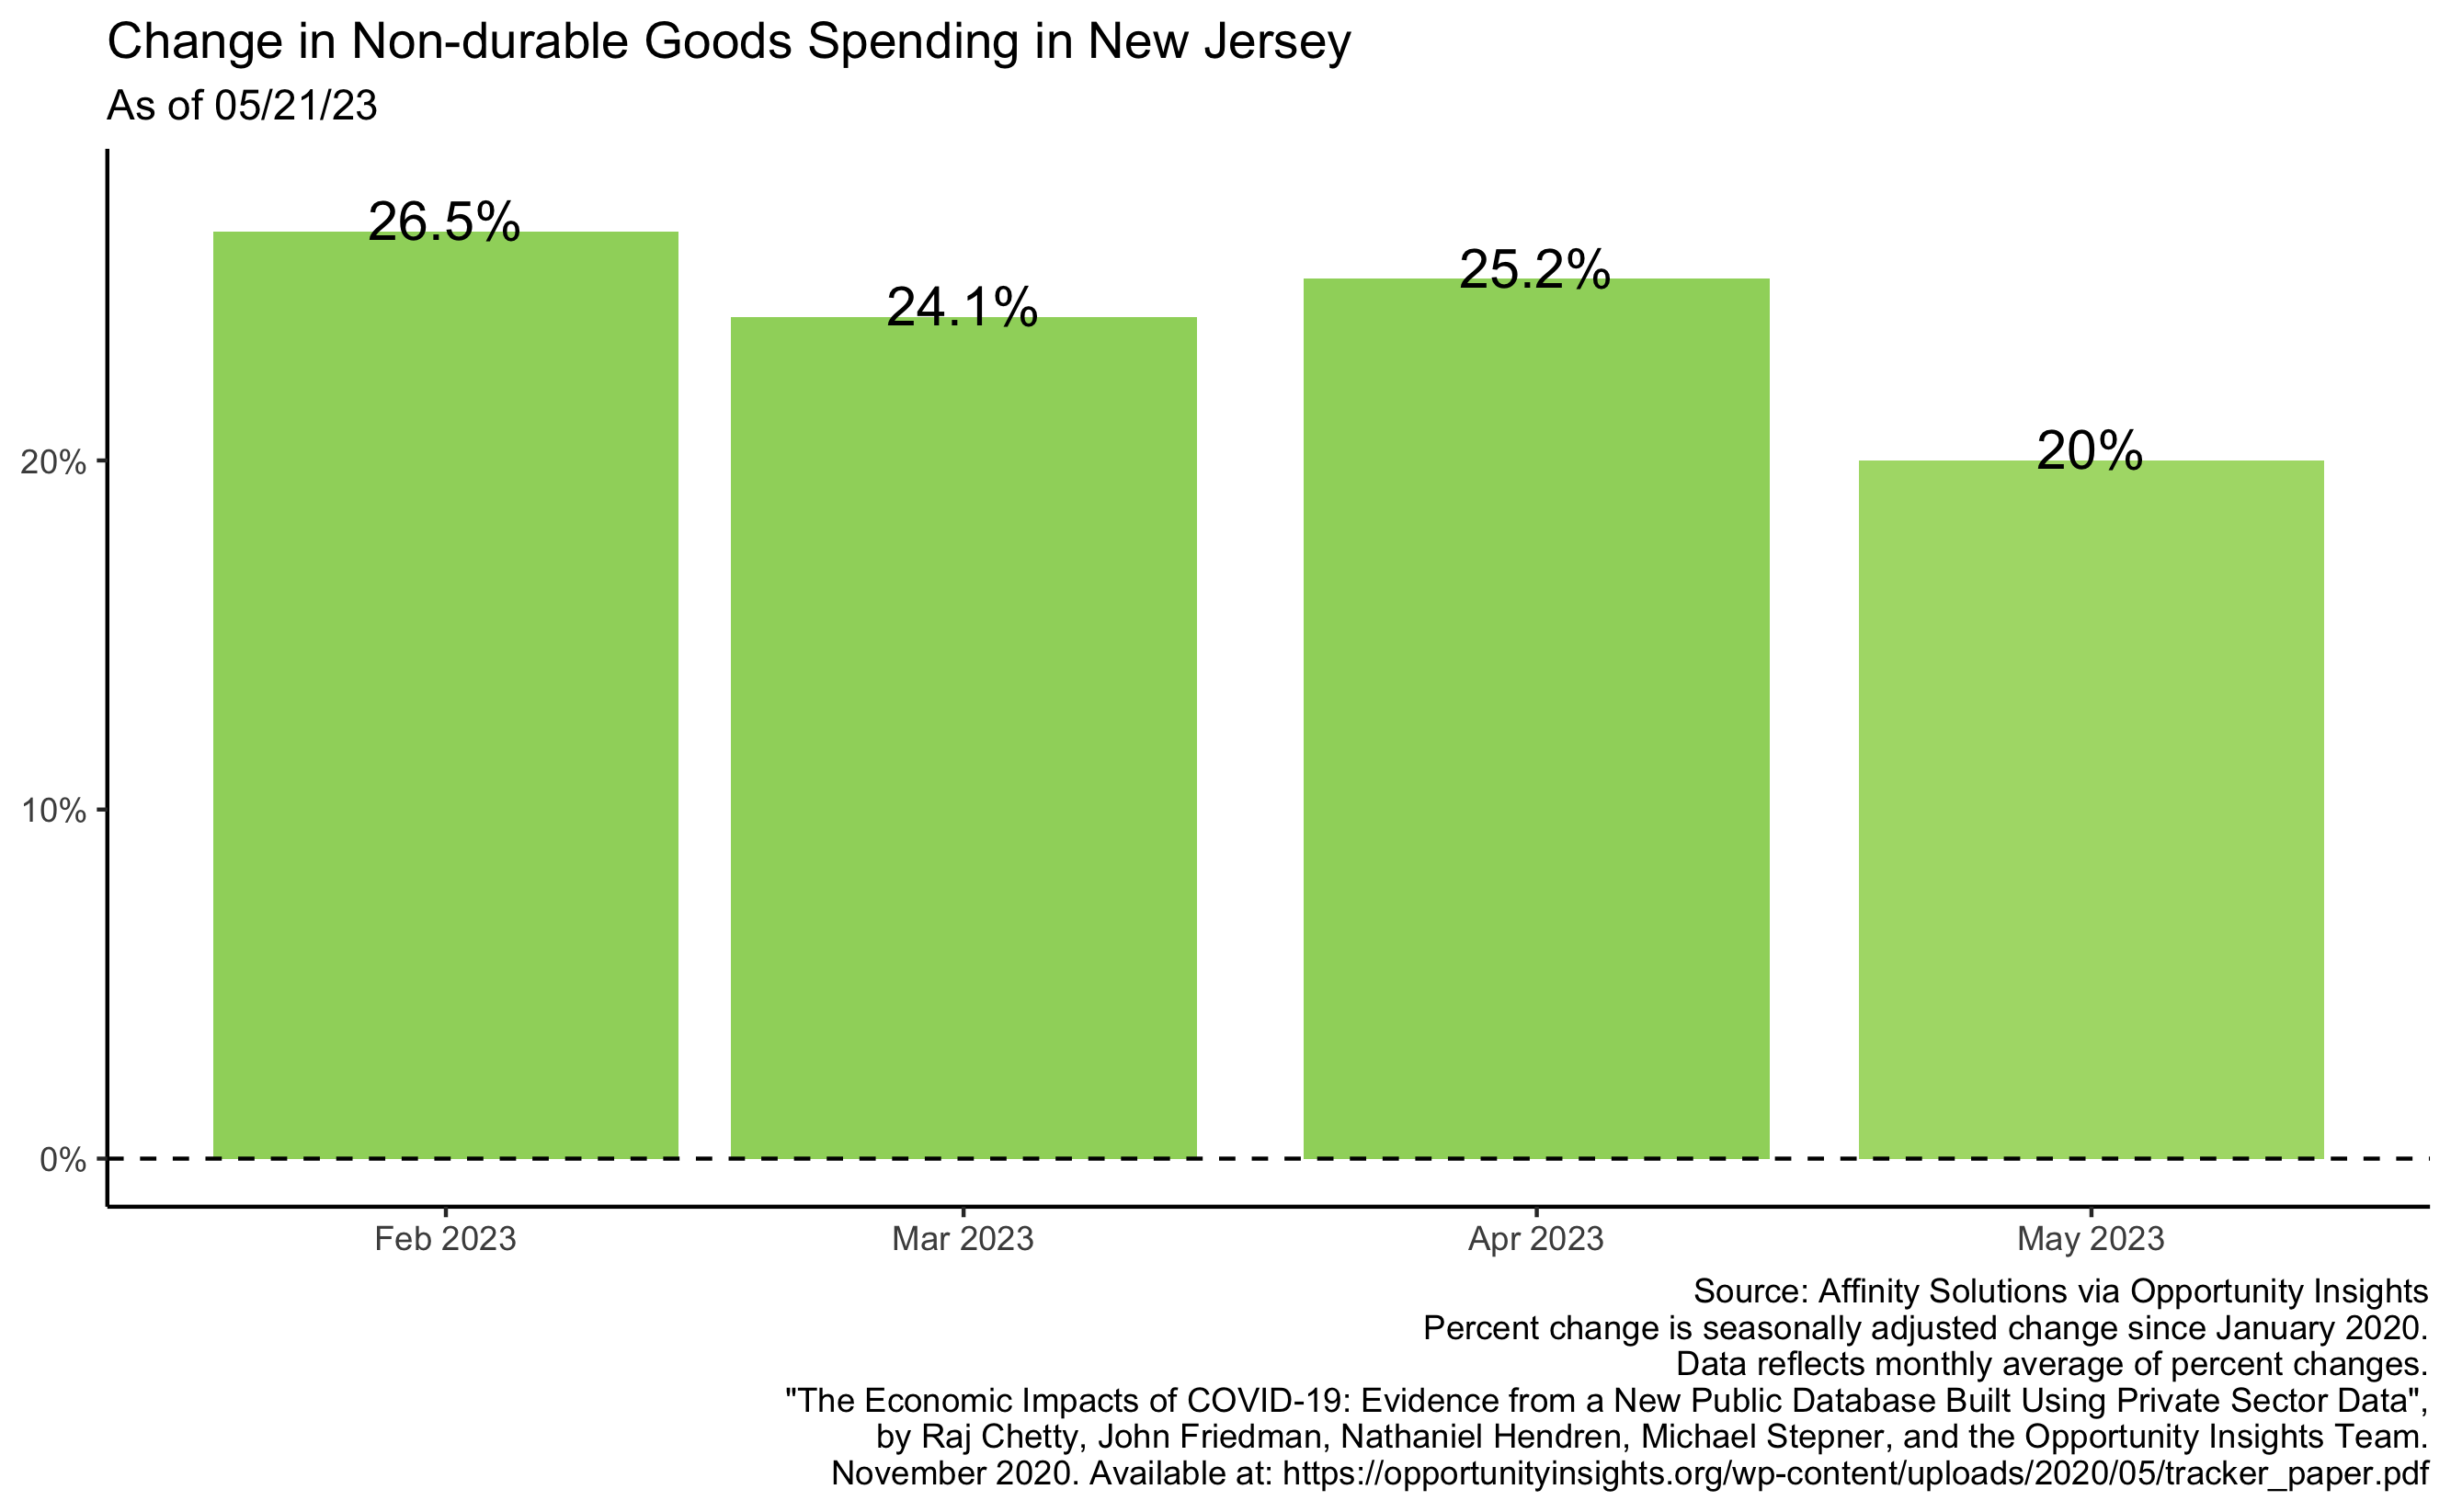 Change in Non-durable Goods Spending in New Jersey
As of 05/21/23
26.5%
24.1%
25.2%
20%
20%
10%
0%
Feb 2023
Mar 2023
Apr 2023
May 2023
Source: Affinity Solutions via Opportunity Insights
Percent change is seasonally adjusted change since January 2020.
Data reflects monthly average of percent changes.
"The Economic Impacts of COVID-19: Evidence from a New Public Database Built Using Private Sector Data",
by Raj Chetty, John Friedman, Nathaniel Hendren, Michael Stepner, and the Opportunity Insights Team.
November 2020. Available at: https://opportunityinsights.org/wp-content/uploads/2020/05/tracker_paper.pdf